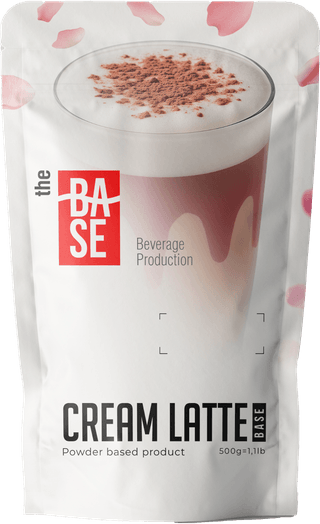 the
BA
SE
Beverage
Production
CREAM LATTE BASE
Powder based product 500g=1,1lb